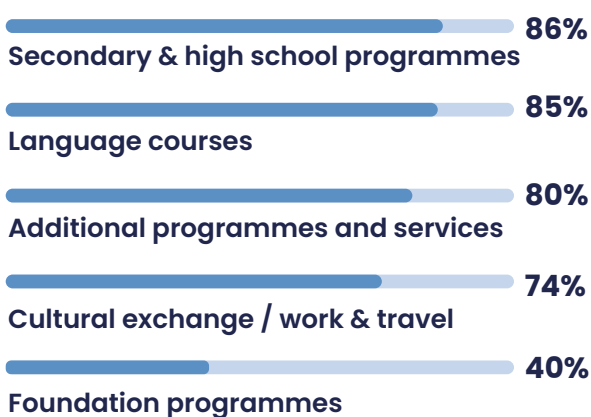 86%
Secondary & high school programmes
85%
Language courses
80%
Additional programmes and services
74%
Cultural exchange / work & travel
40%
Foundation programmes